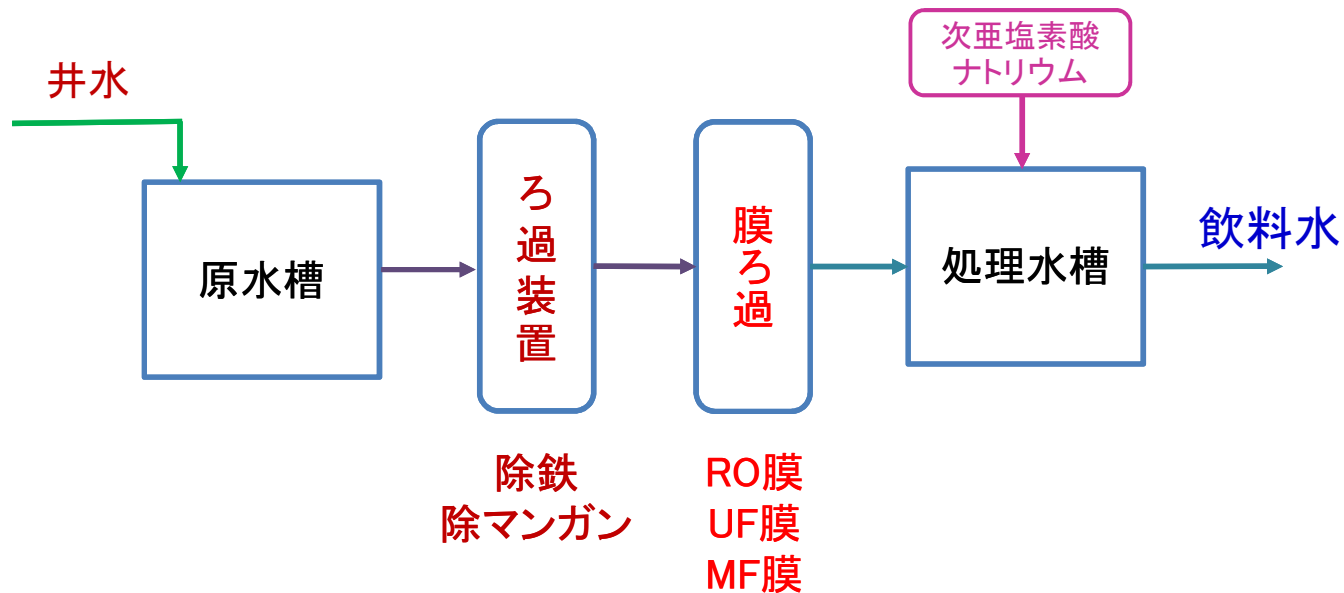 井水
次亜塩素酸
ナトリウム
原水槽
ろ過装置
膜ろ過
処理水槽
飲料水
除鉄
除マンガン
RO膜
UF膜
MF膜